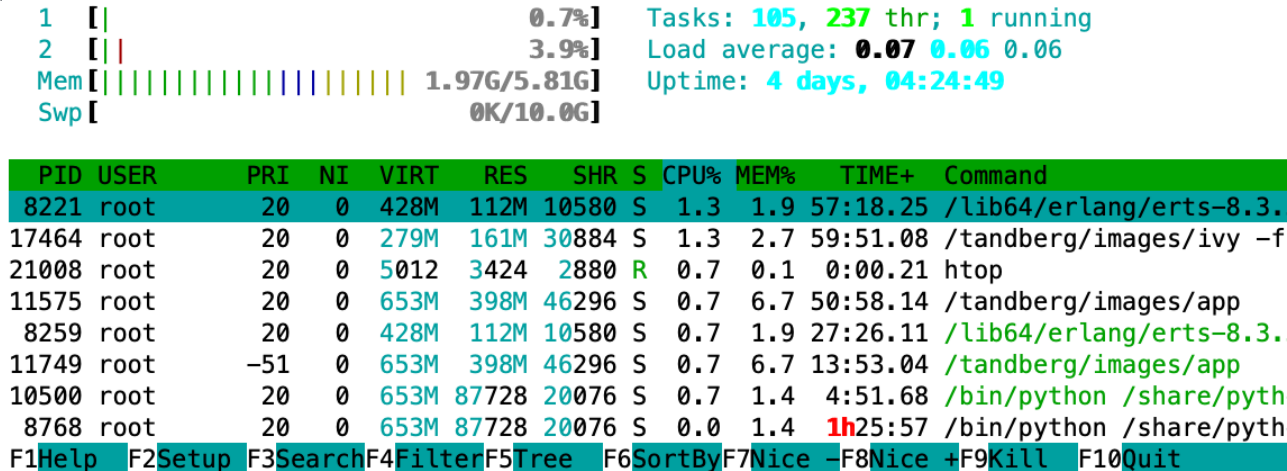 1 [| 0.7%] Tasks: 105, 237 thr; 1 running
2 [|| 3.9%] Load average: 0.07 0.06 0.06
Mem[||||||||||||||||||||| 1.97G/5.81G] Uptime: 4 days, 04:24:49
Swp[ 0K/10.0G]
PID USER PRI NI VIRT RES SHR S CPU% MEM% TIME+ Command
8221 root 20 0 428M 112M 10580 S 1.3 1.9 57:18.25 /lib64/erlang/erts-8.3.
17464 root 20 0 279M 161M 30884 S 1.3 2.7 59:51.08 /tandberg/images/ivy -f
21008 root 20 0 5012 3424 2880 R 0.7 0.1 0:00.21 htop
11575 root 20 0 653M 398M 46296 S 0.7 6.7 50:58.14 /tandberg/images/app
8259 root 20 0 428M 112M 10580 S 0.7 1.9 27:26.11 /lib64/erlang/erts-8.3.
11749 root -51 0 653M 398M 46296 S 0.7 6.7 13:53.04 /tandberg/images/app
10500 root 20 0 653M 87728 20076 S 0.7 1.4 4:51.68 /bin/python /share/pyth
8768 root 20 0 653M 87728 20076 S 0.0 1.4 1h25:57 /bin/python /share/pyth
F1Help F2Setup F3SearchF4FilterF5Tree F6SortByF7Nice -F8Nice +F9Kill F10Quit